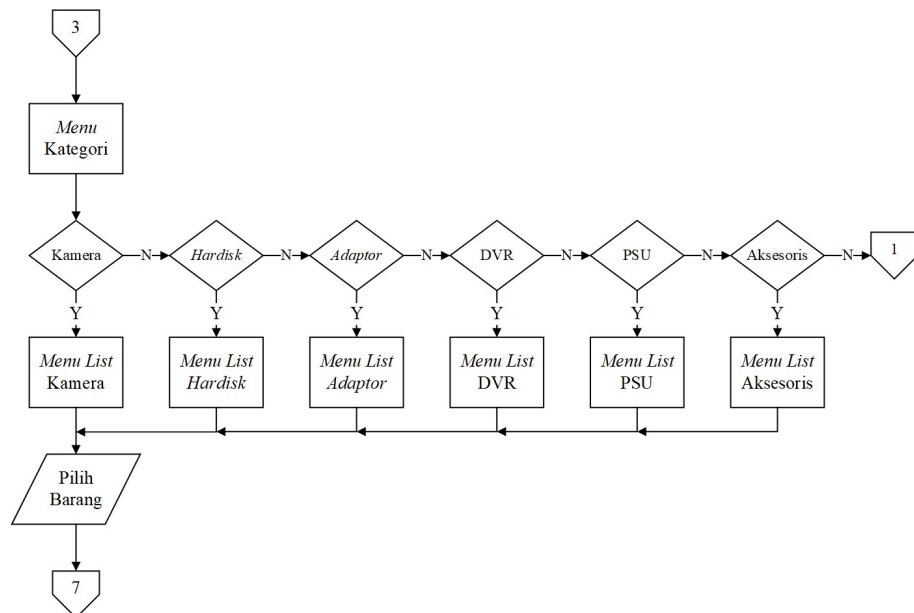 3
Menu
Kategori
Kamera
N
Hardisk
N
Adaptor
N
DVR
N
PSU
N
Aksesoris
N
1
Y
Y
Y
Y
Y
Y
Menu List
Kamera
Menu List
Hardisk
Menu List
Adaptor
Menu List
DVR
Menu List
PSU
Menu List
Aksesoris
Pilih
Barang
7